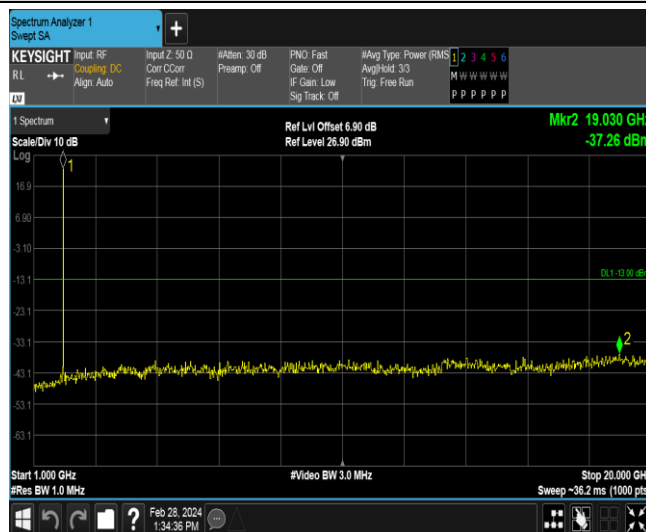 Spectrum Analyzer 1
Swept SA
+
KEYSIGHT Input: RF Input Z: 50 Ω #Atten: 30 dB PNO: Fast #Avg Type: Power (RMS 1 2 3 4 5 6
RL Coupling: DC Corr CCorr Preamp: Off Gate: Off Avg|Hold: 3/3 M W W W W W
Align: Auto Freq Ref: Int (S) IF Gain: Low Trig: Free Run
LXI Sig Track: Off P P P P P P
1 Spectrum Ref Lvl Offset 6.90 dB Mkr2 19.030 GHz
Scale/Div 10 dB Ref Level 26.90 dBm -37.26 dBm
Log 1
16.9
6.90
-3.10
-13.1 DL1 -13.00 dBm
-23.1
-33.1 2
-43.1
-53.1
-63.1
Start 1.000 GHz #Video BW 3.0 MHz Stop 20.000 GHz
#Res BW 1.0 MHz Sweep ~36.2 ms (1000 pts
? Feb 28, 2024
1:34:36 PM